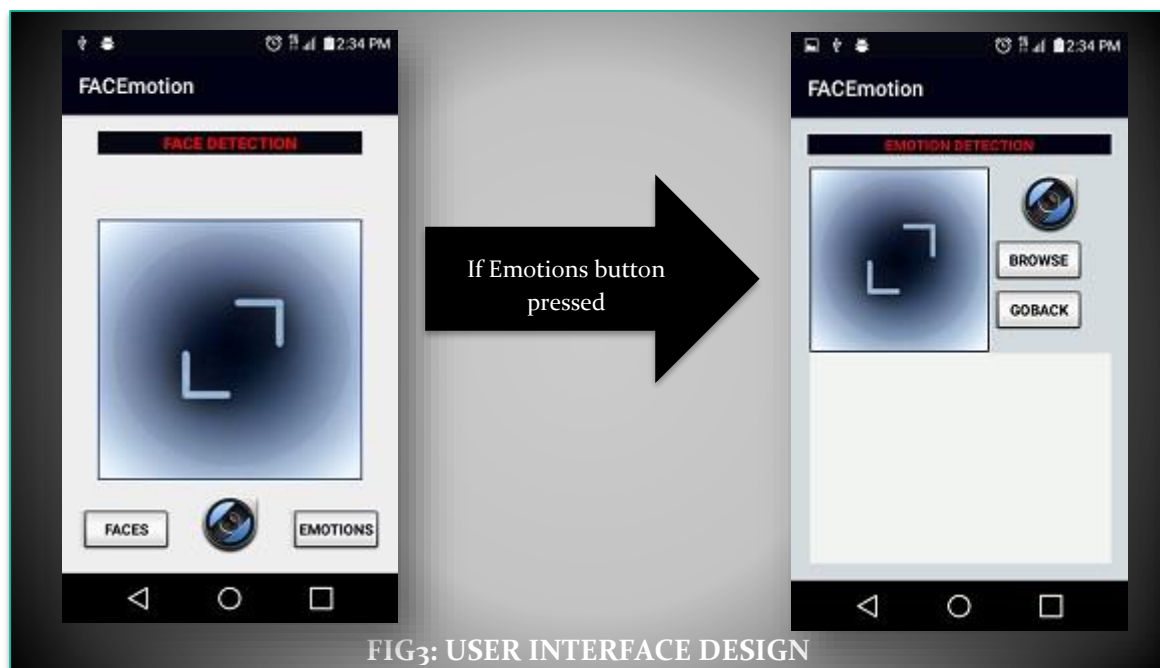 2:34 PM
FACEmotion
FACE DETECTION
FACES
EMOTIONS
If Emotions button
pressed
2:34 PM
FACEmotion
EMOTION DETECTION
BROWSE
GOBACK
FIG3: USER INTERFACE DESIGN